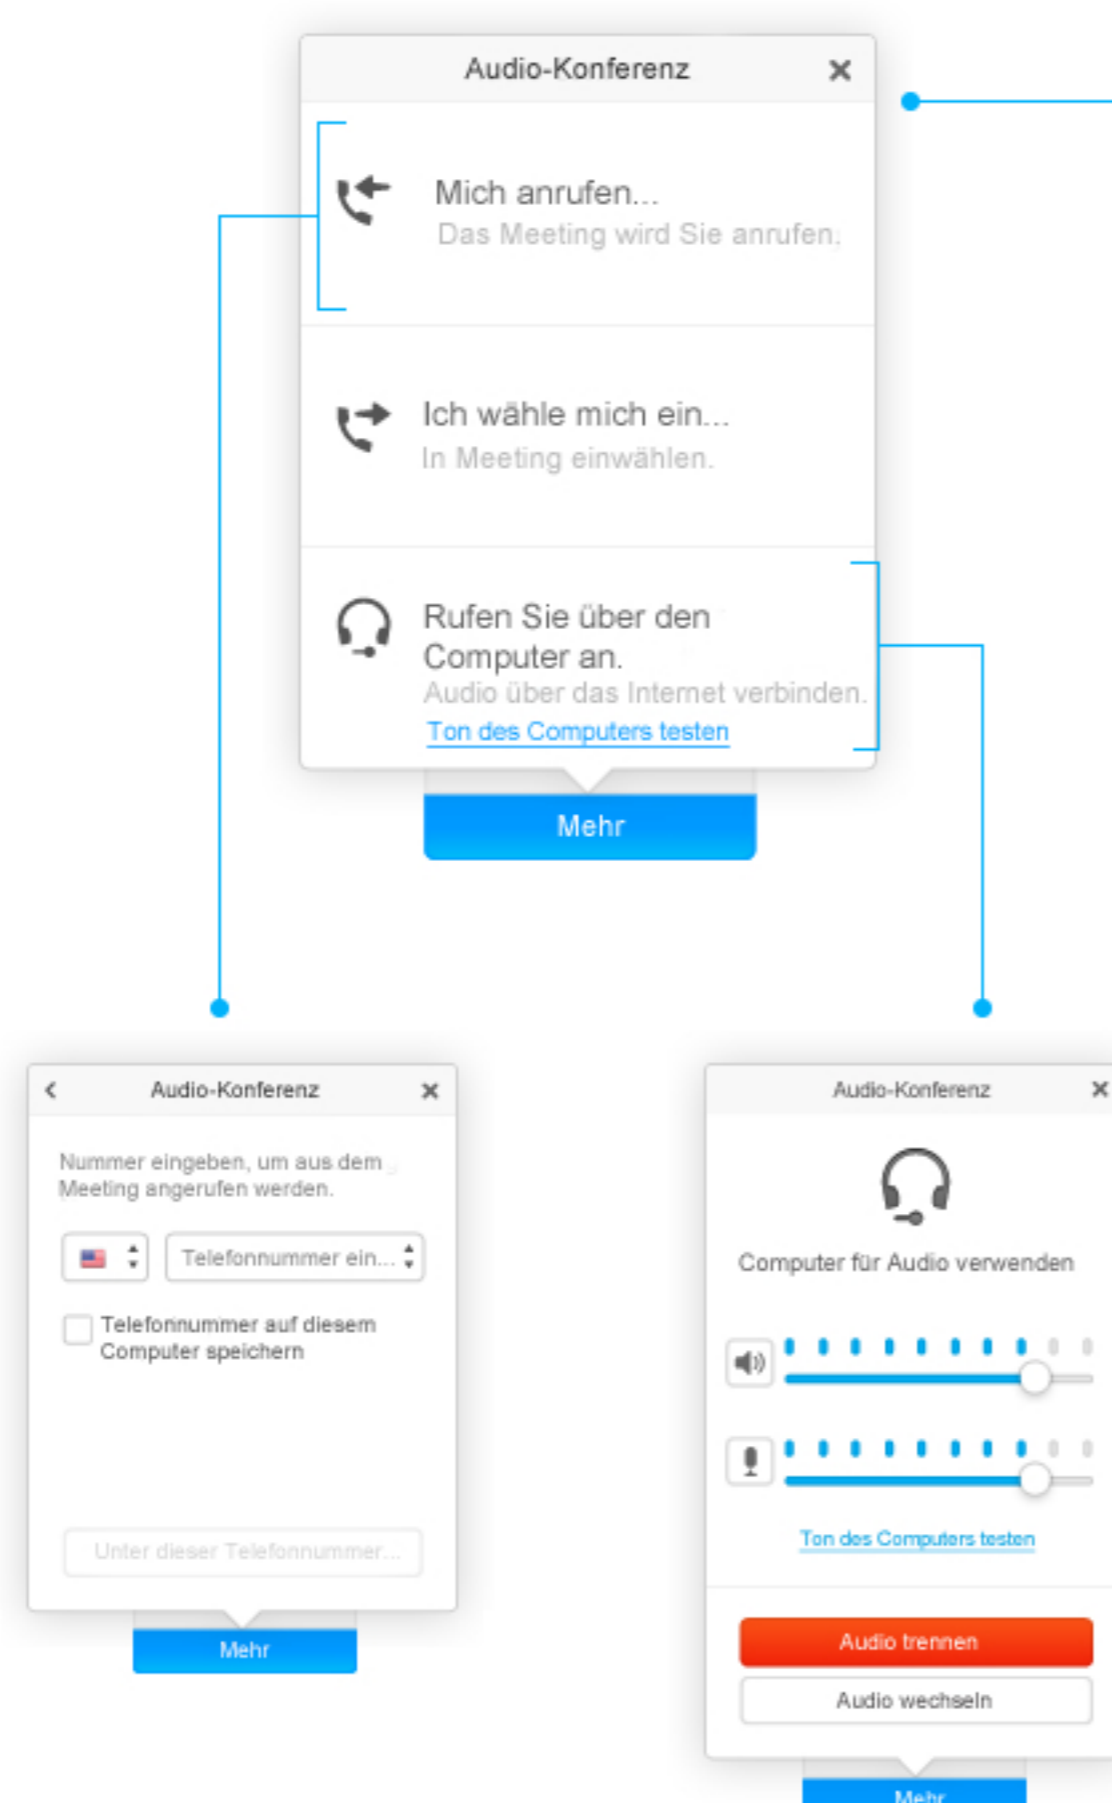 Audio-Konferenz
Mich anrufen...
Das Meeting wird Sie anrufen.
Ich wähle mich ein...
In Meeting einwählen.
Rufen Sie über den
Computer an.
Audio über das Internet verbinden.
Ton des Computers testen
Mehr
Audio-Konferenz
Nummer eingeben, um aus dem
Meeting angerufen werden.
Telefonnummer ein...
Telefonnummer auf diesem
Computer speichern
Unter dieser Telefonnummer...
Mehr
Audio-Konferenz
Computer für Audio verwenden
Ton des Computers testen
Audio trennen
Audio wechseln
Mehr